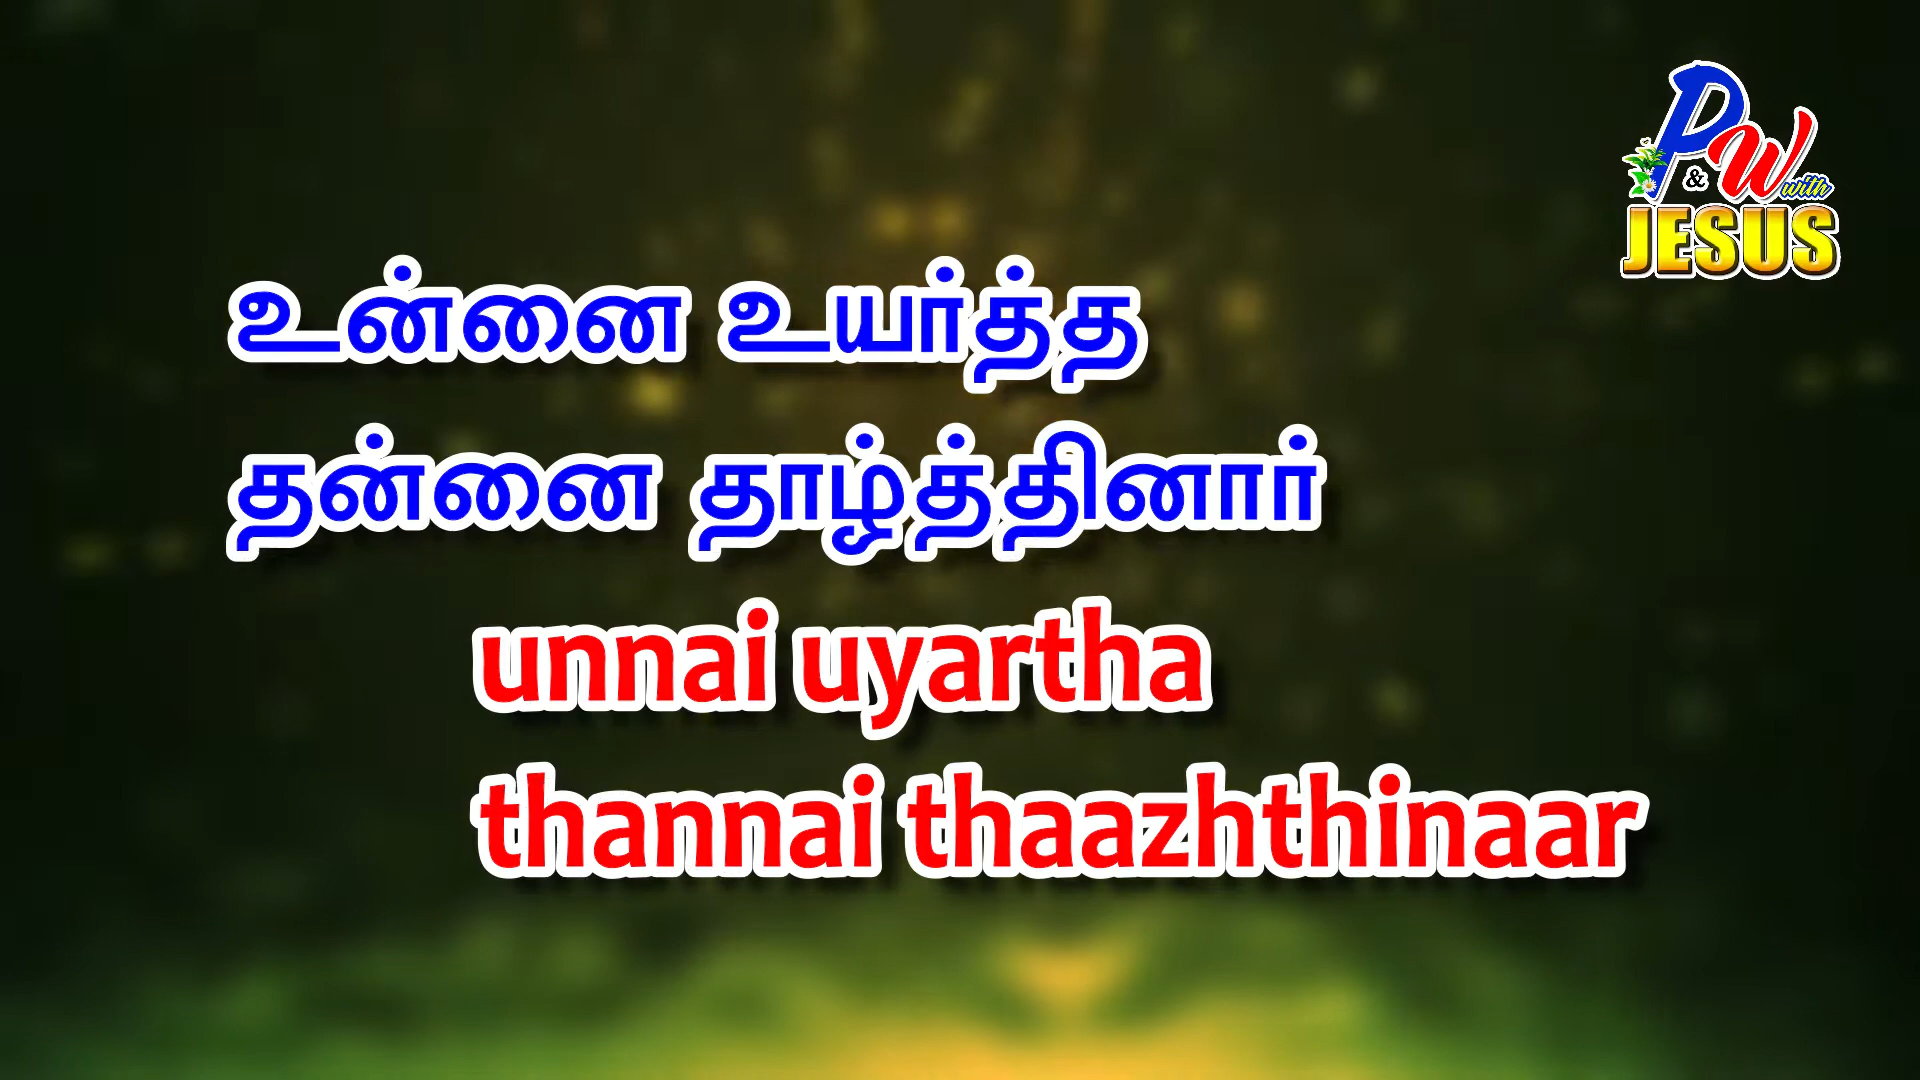 P & W with
JESUS
உன்னை உயர்த்த
தன்னை தாழ்த்தினார்
unnai uyartha
thannai thaazhthinaar